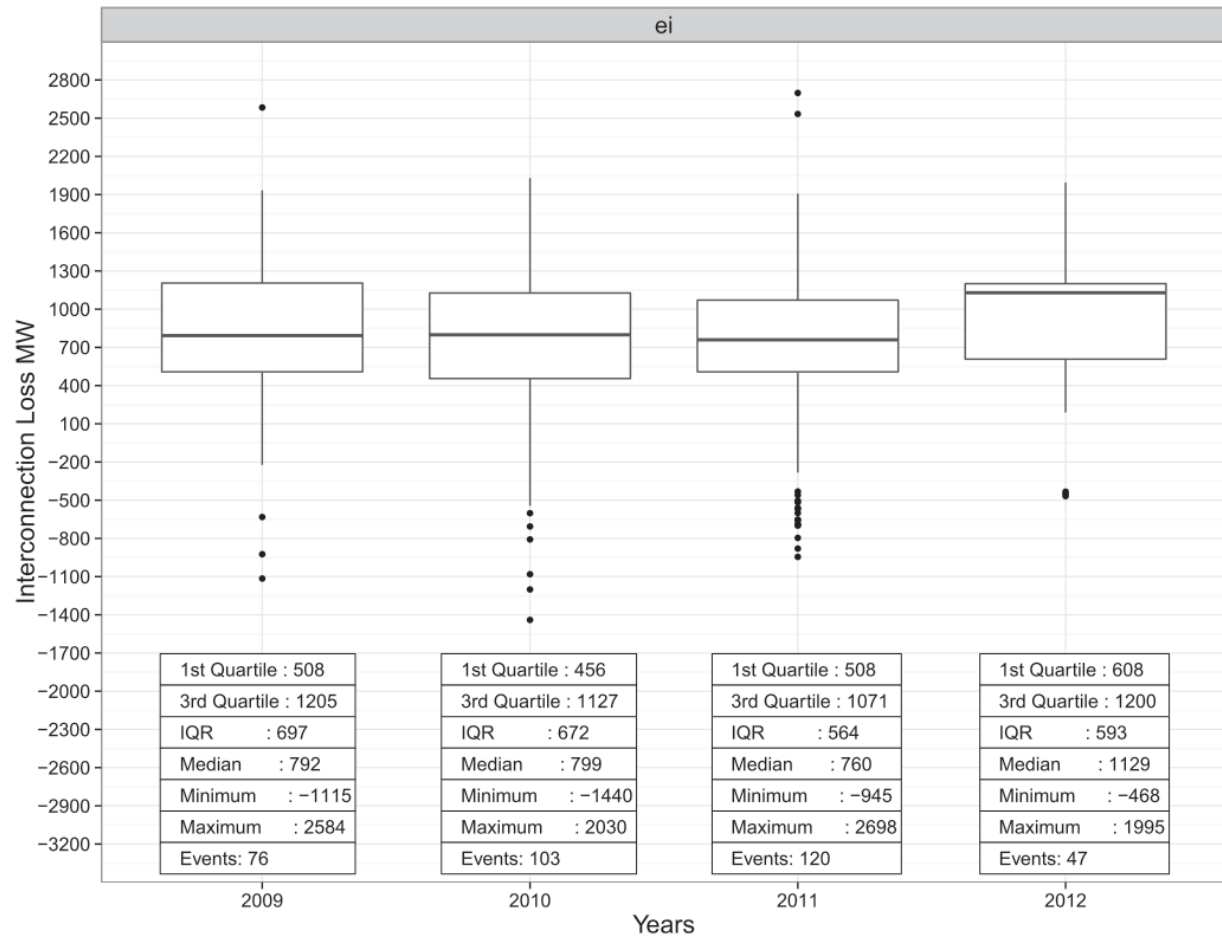 ei
Interconnection Loss MW
2800
2500
2200
1900
1600
1300
1000
700
400
100
−200
−500
−800
−1100
−1400
−1700
−2000
−2300
−2600
−2900
−3200
1st Quartile : 508
3rd Quartile : 1205
IQR : 697
Median : 792
Minimum : −1115
Maximum : 2584
Events: 76
1st Quartile : 456
3rd Quartile : 1127
IQR : 672
Median : 799
Minimum : −1440
Maximum : 2030
Events: 103
1st Quartile : 508
3rd Quartile : 1071
IQR : 564
Median : 760
Minimum : −945
Maximum : 2698
Events: 120
1st Quartile : 608
3rd Quartile : 1200
IQR : 593
Median : 1129
Minimum : −468
Maximum : 1995
Events: 47
2009
2010
2011
2012
Years